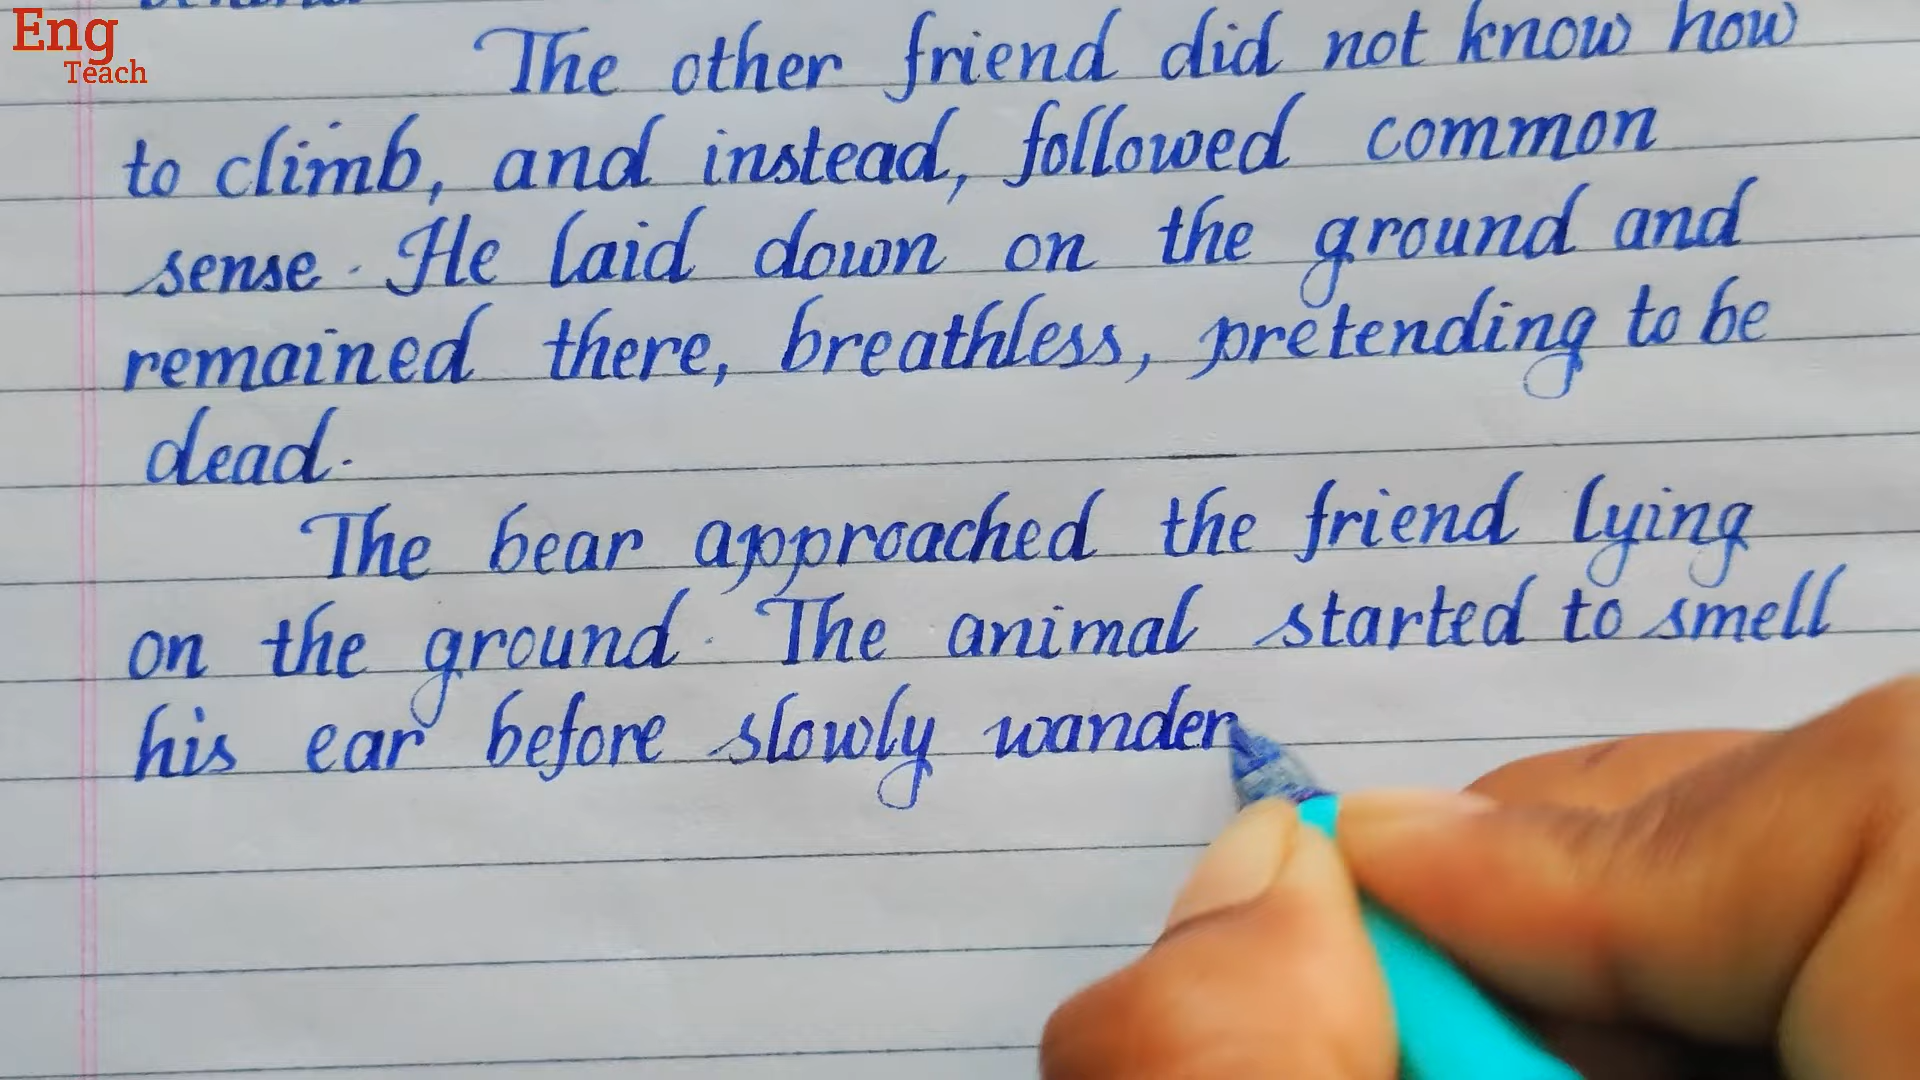 Eng
Teach
The other friend did not know how
to climb, and instead, followed common
sense. He laid down on the ground and
remained there, breathless, pretending to be
dead.
The bear approached the friend lying
on the ground. The animal started to smell
his ear before slowly wander